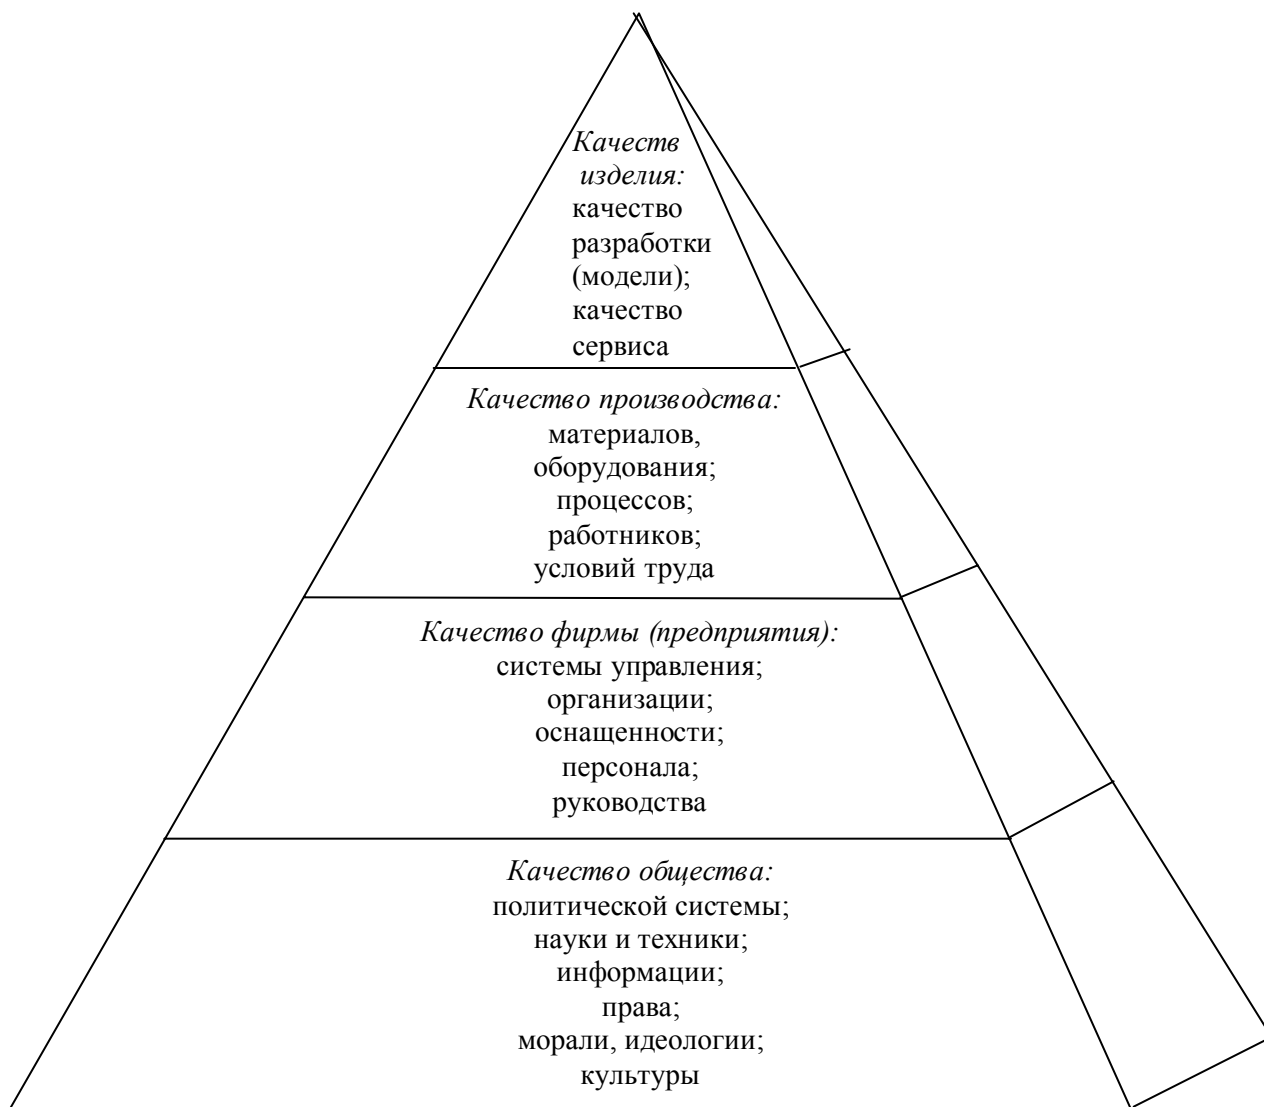 Качеств
изделия:
качество
разработки
(модели);
качество
сервиса
Качество производства:
материалов,
оборудования;
процессов;
работников;
условий труда
Качество фирмы (предприятия):
системы управления;
организации;
оснащенности;
персонала;
руководства
Качество общества:
политической системы;
науки и техники;
информации;
права;
морали, идеологии;
культуры